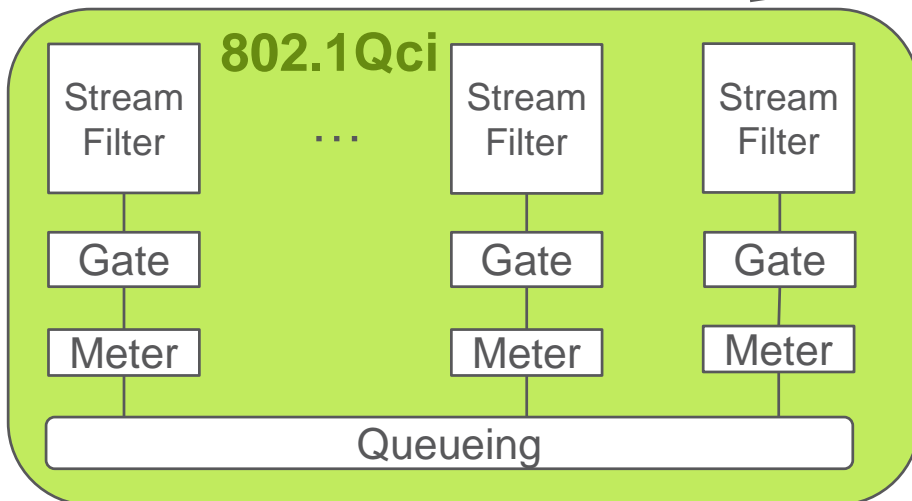 802.1Qci
Stream
Filter
...
Stream
Filter
Stream
Filter
Gate
Gate
Gate
Meter
Meter
Meter
Queueing